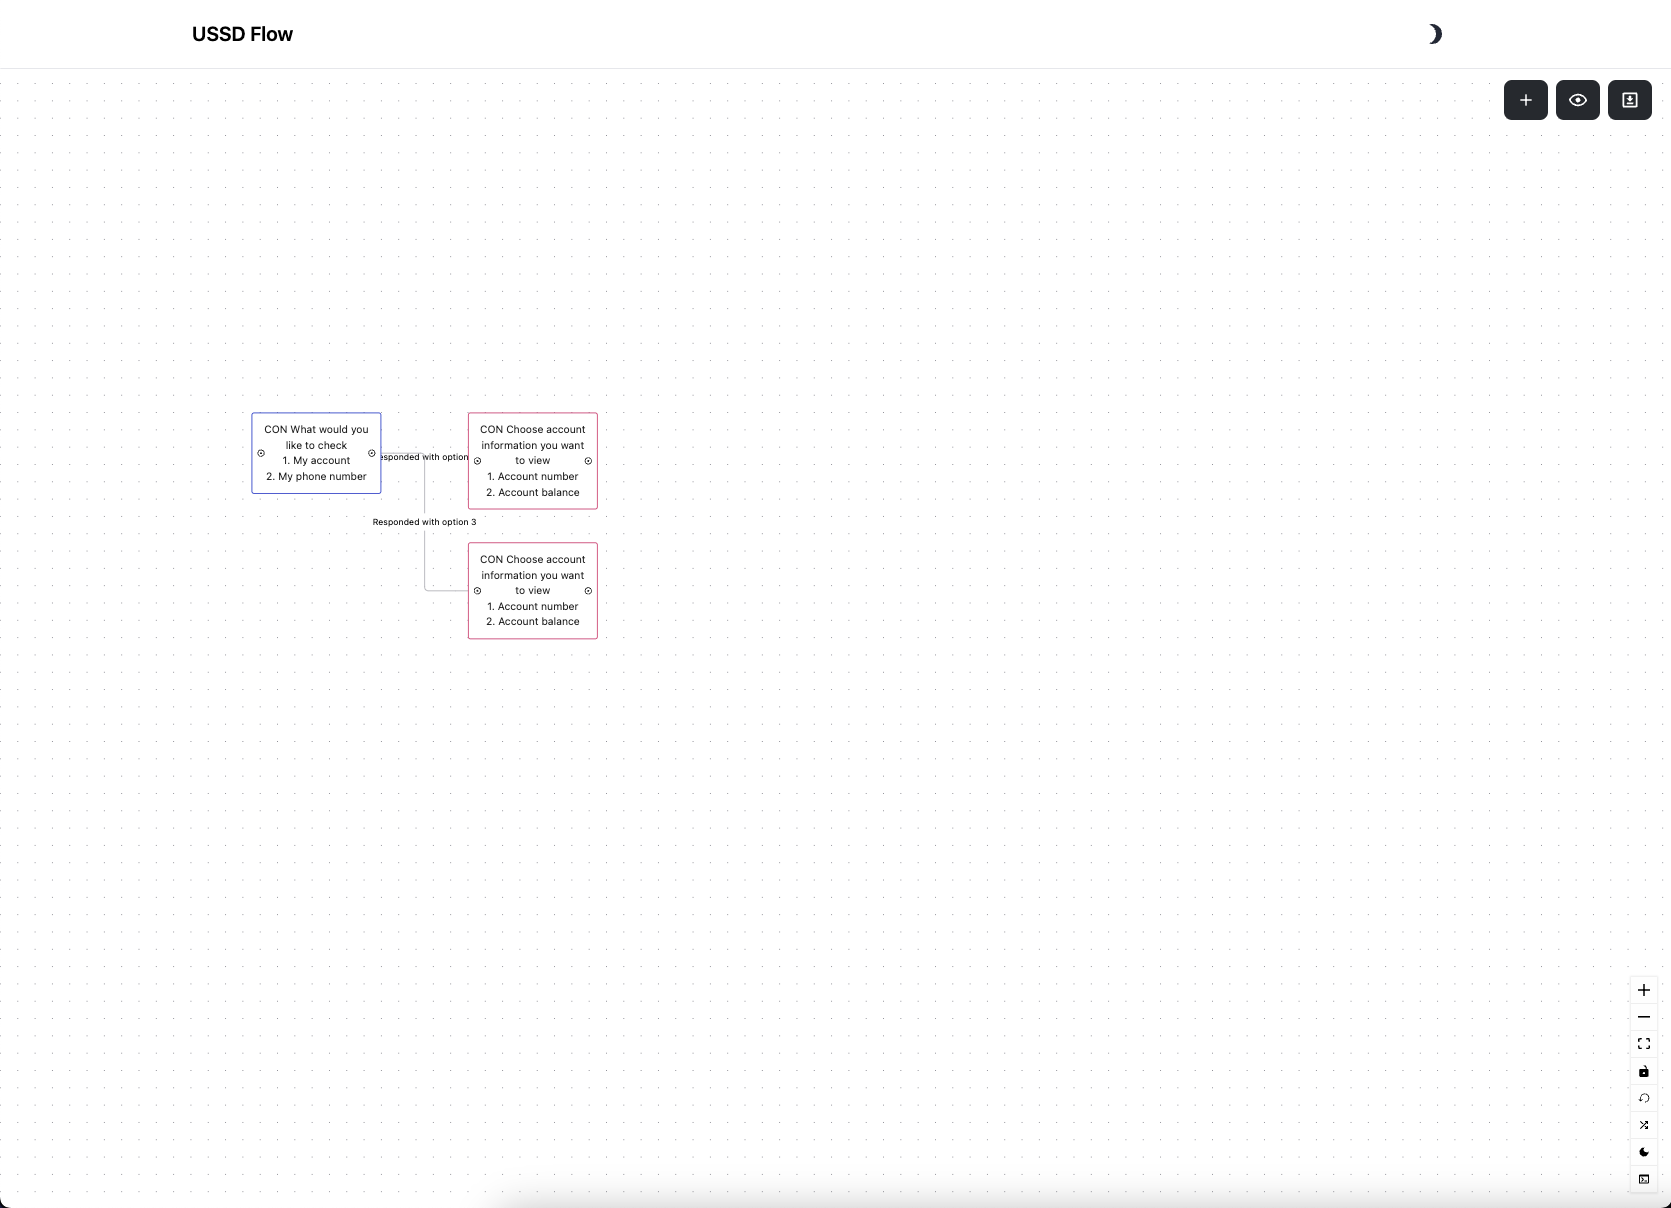 USSD Flow
CON What would you
like to check
1. My account
2. My phone number
esponded with option
CON Choose account
information you want
to view
1. Account number
2. Account balance
Responded with option 3
CON Choose account
information you want
to view
1. Account number
2. Account balance